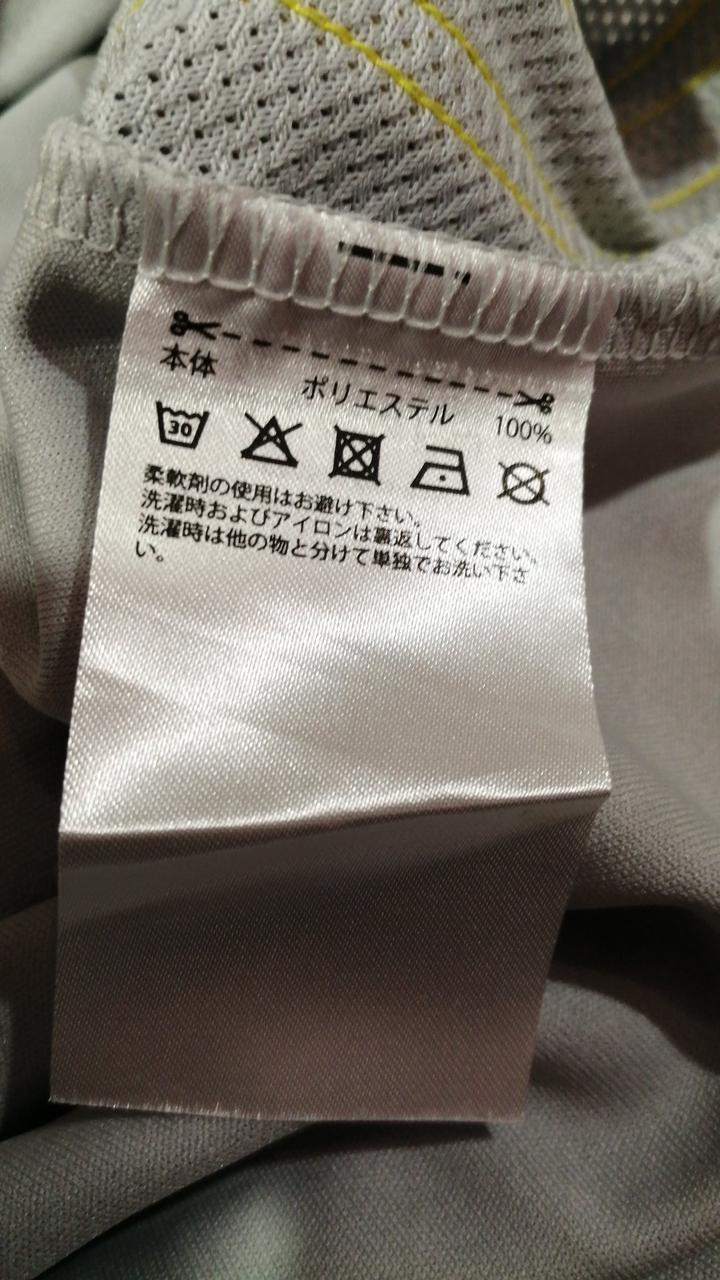 本体
ポリエステル
100%
30
柔軟剤の使用はお避け下さい。
洗濯時およびアイロンは裏返してください。
洗濯時は他の物と分けて単独でお洗い下さ
い。